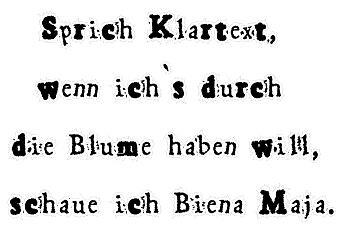 Sprich Klartext,
wenn ich`s durch
die Blume haben will,
schaue ich Biena Maja.